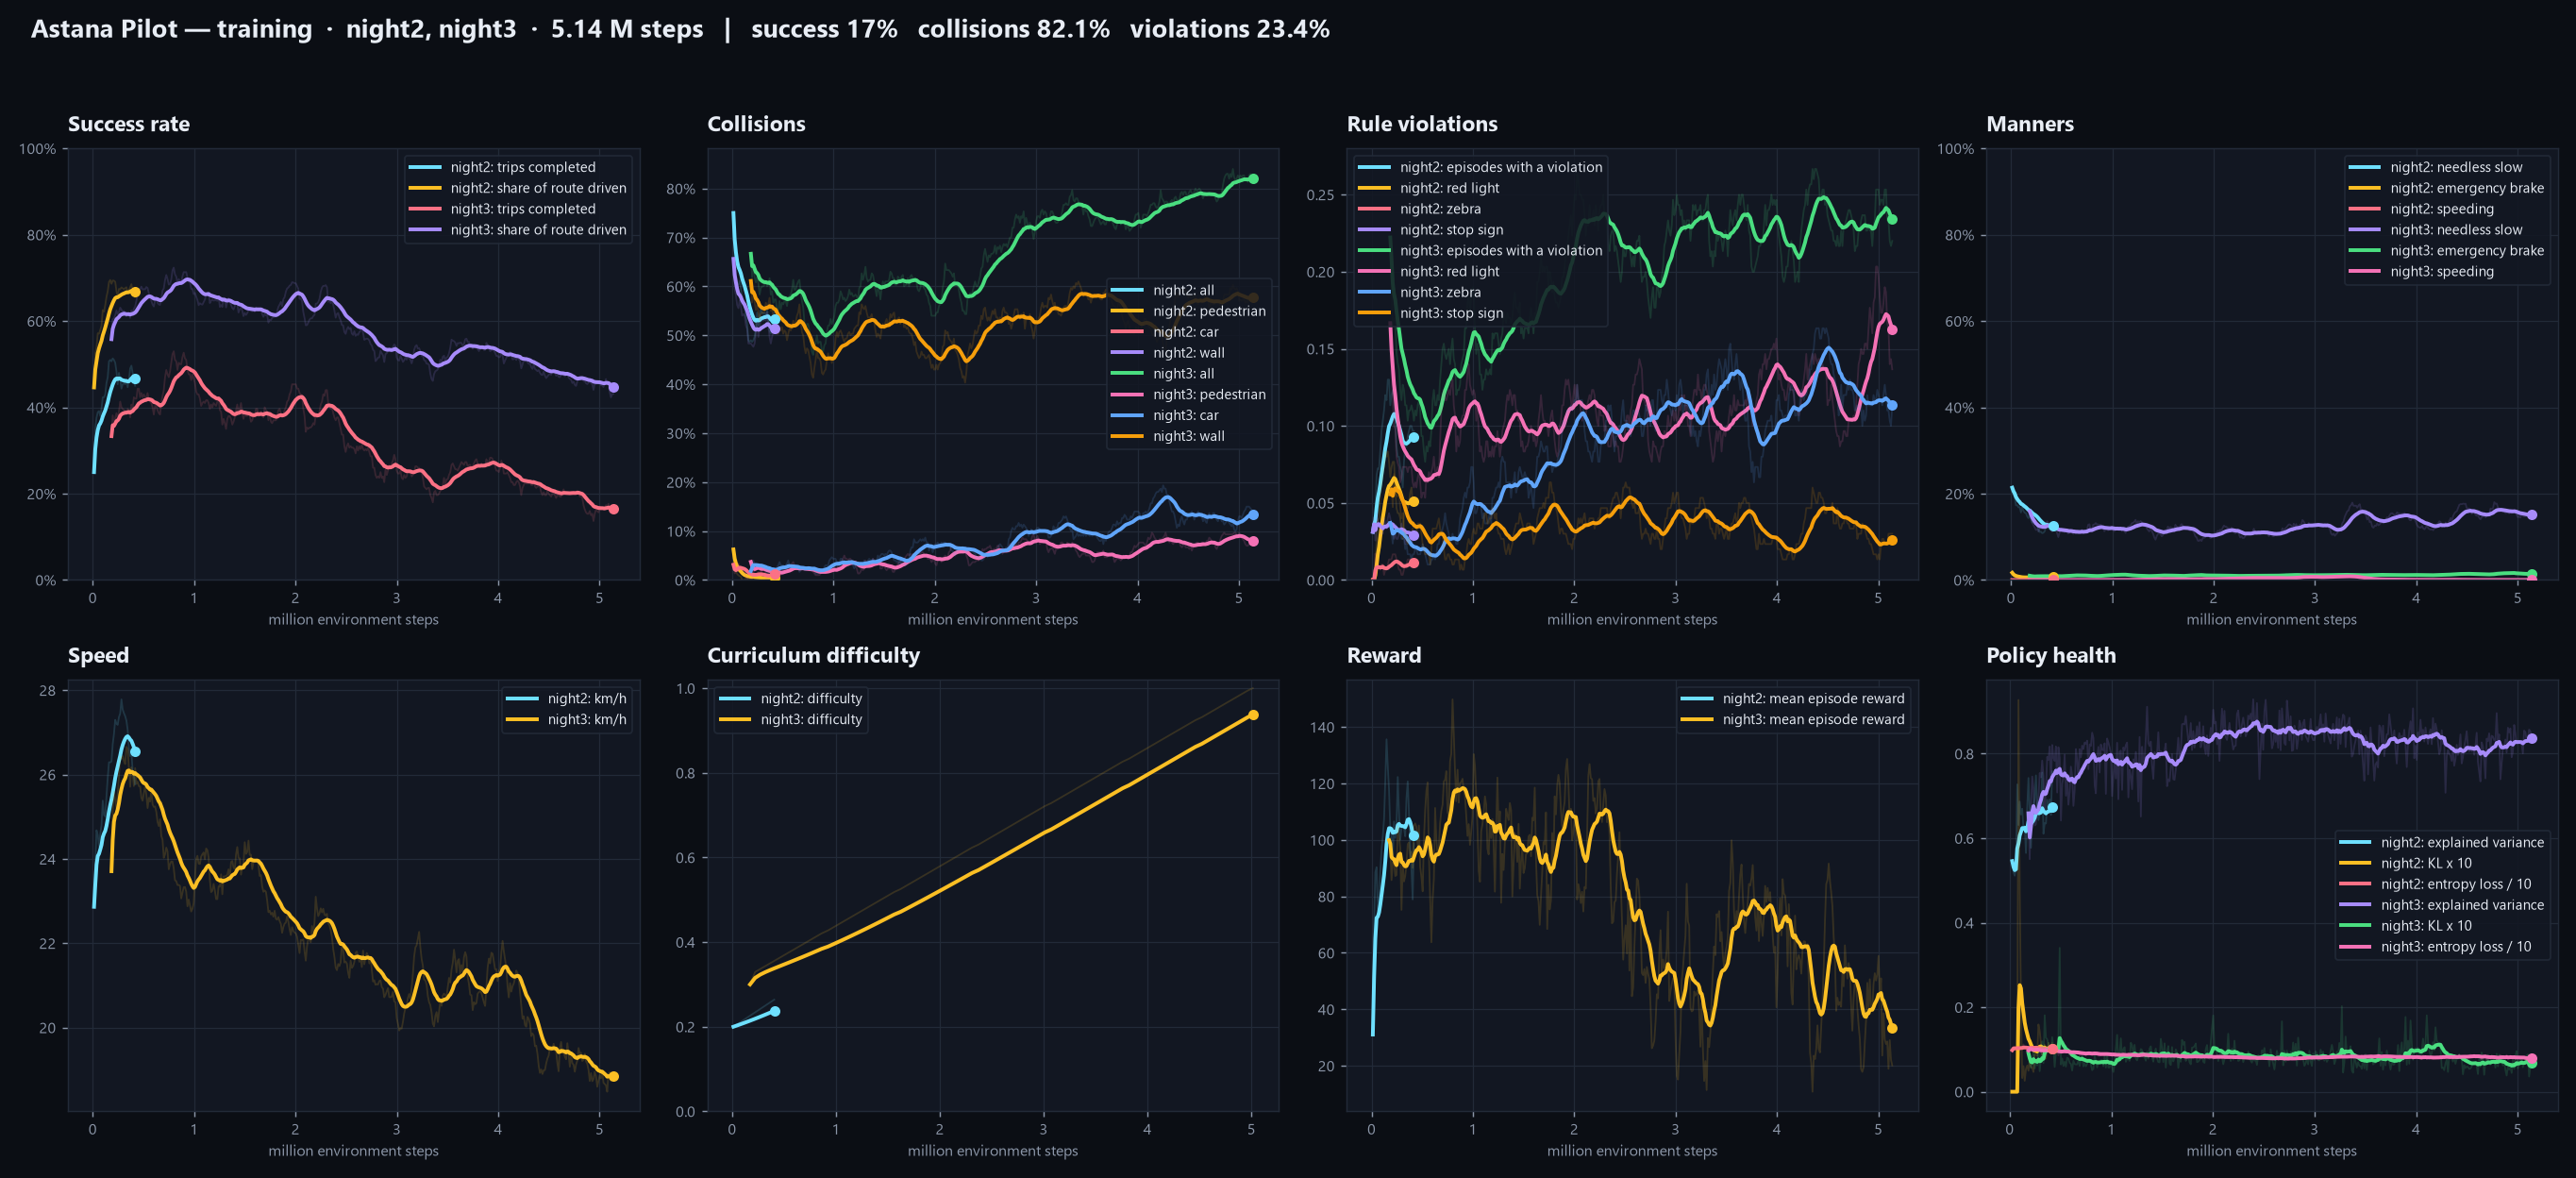 Astana Pilot — training · night2, night3 · 5.14 M steps | success 17% collisions 82.1% violations 23.4%
Success rate
100%
80%
60%
40%
20%
0%
0 1 2 3 4 5
million environment steps
night2: trips completed
night2: share of route driven
night3: trips completed
night3: share of route driven
Collisions
80%
70%
60%
50%
40%
30%
20%
10%
0%
0 1 2 3 4 5
million environment steps
night2: all
night2: pedestrian
night2: car
night2: wall
night3: all
night3: pedestrian
night3: car
night3: wall
Rule violations
0.25
0.20
0.15
0.10
0.05
0.00
0 1 2 3 4 5
million environment steps
night2: episodes with a violation
night2: red light
night2: zebra
night2: stop sign
night3: episodes with a violation
night3: red light
night3: zebra
night3: stop sign
Manners
100%
80%
60%
40%
20%
0%
0 1 2 3 4 5
million environment steps
night2: needless slow
night2: emergency brake
night2: speeding
night3: needless slow
night3: emergency brake
night3: speeding
Speed
28
26
24
22
20
0 1 2 3 4 5
million environment steps
night2: km/h
night3: km/h
Curriculum difficulty
1.0
0.8
0.6
0.4
0.2
0.0
0 1 2 3 4 5
million environment steps
night2: difficulty
night3: difficulty
Reward
140
120
100
80
60
40
20
0 1 2 3 4 5
million environment steps
night2: mean episode reward
night3: mean episode reward
Policy health
0.8
0.6
0.4
0.2
0.0
0 1 2 3 4 5
million environment steps
night2: explained variance
night2: KL x 10
night2: entropy loss / 10
night3: explained variance
night3: KL x 10
night3: entropy loss / 10